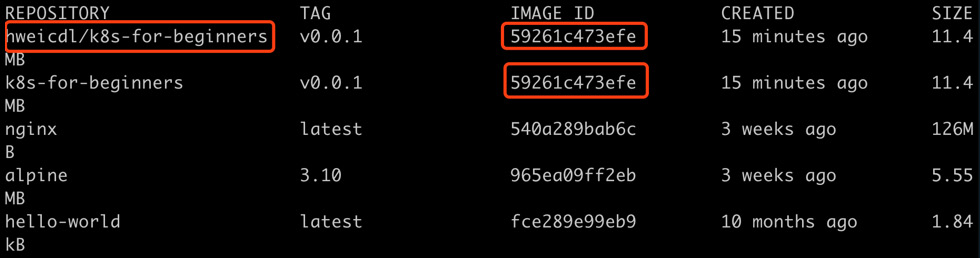 REPOSITORY TAG IMAGE ID CREATED SIZE
hweicdl/k8s-for-beginners v0.0.1 59261c473efe 15 minutes ago 11.4
MB
k8s-for-beginners v0.0.1 59261c473efe 15 minutes ago 11.4
MB
nginx latest 540a289bab6c 3 weeks ago 126M
B
alpine 3.10 965ea09ff2eb 3 weeks ago 5.55
MB
hello-world latest fce289e99eb9 10 months ago 1.84
kB